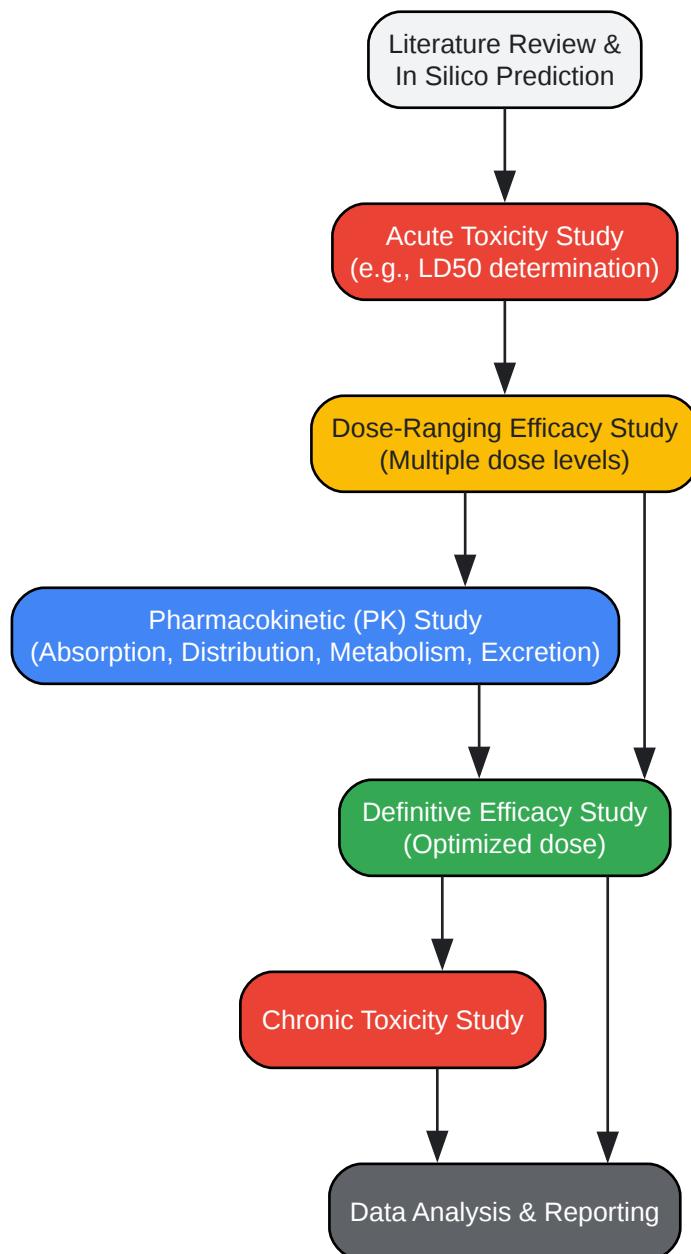 Literature Review &
In Silico Prediction
Acute Toxicity Study
(e.g., LD50 determination)
Dose-Ranging Efficacy Study
(Multiple dose levels)
Pharmacokinetic (PK) Study
(Absorption, Distribution, Metabolism, Excretion)
Definitive Efficacy Study
(Optimized dose)
Chronic Toxicity Study
Data Analysis & Reporting